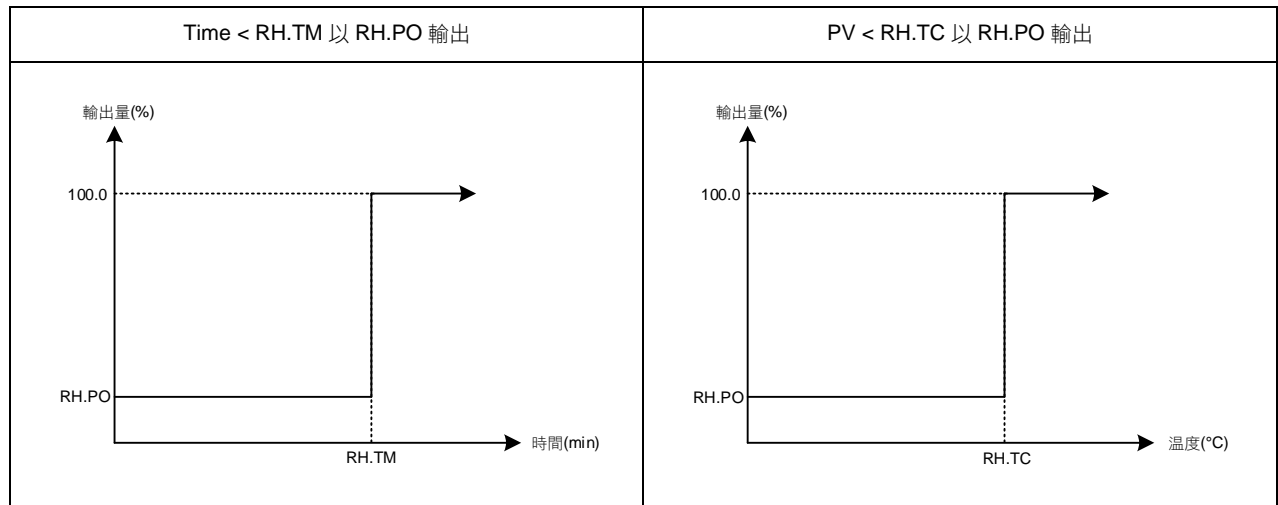 Time < RH.TM 以 RH.PO 輸出
PV < RH.TC 以 RH.PO 輸出
輸出量(%)
100.0
RH.PO
RH.TM
時間(min)
輸出量(%)
100.0
RH.PO
RH.TC
温度(°C)